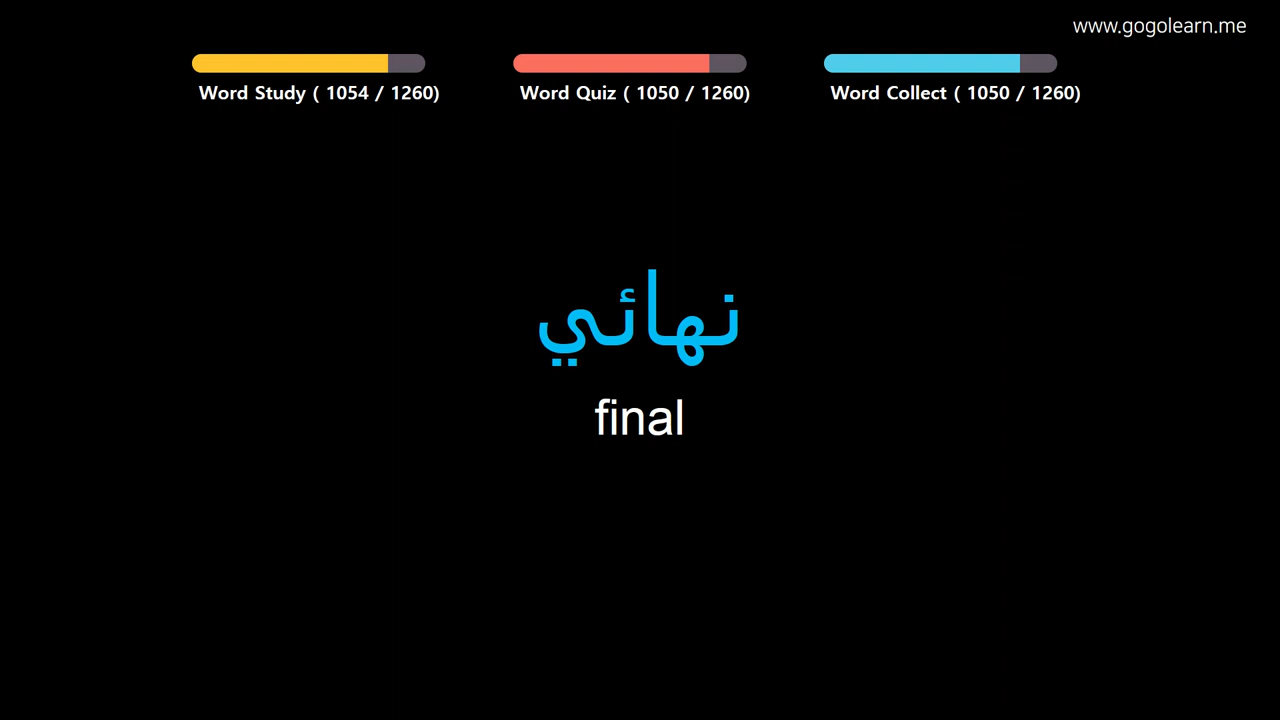 www.gogolearn.me
Word Study ( 1054 / 1260)
Word Quiz ( 1050 / 1260)
Word Collect ( 1050 / 1260)
نهائي
final